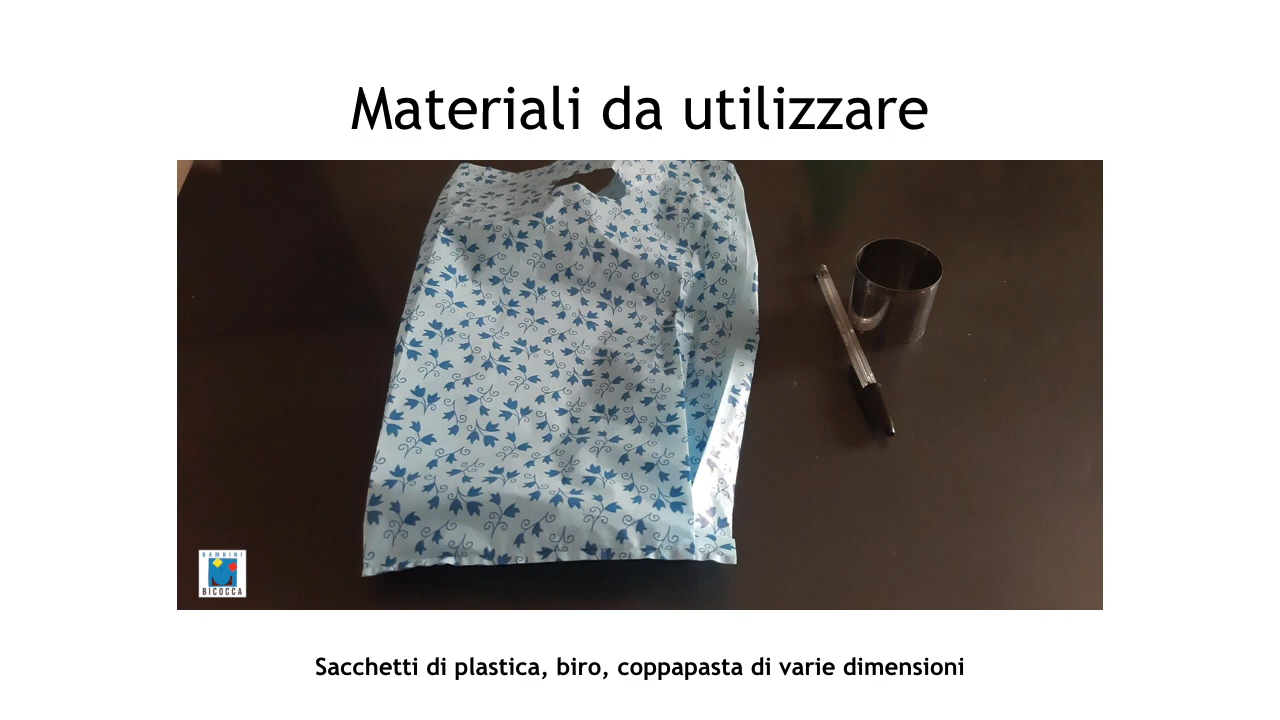 Materiali da utilizzare
BAMBINI
BICOCCA
Sacchetti di plastica, biro, coppapasta di varie dimensioni